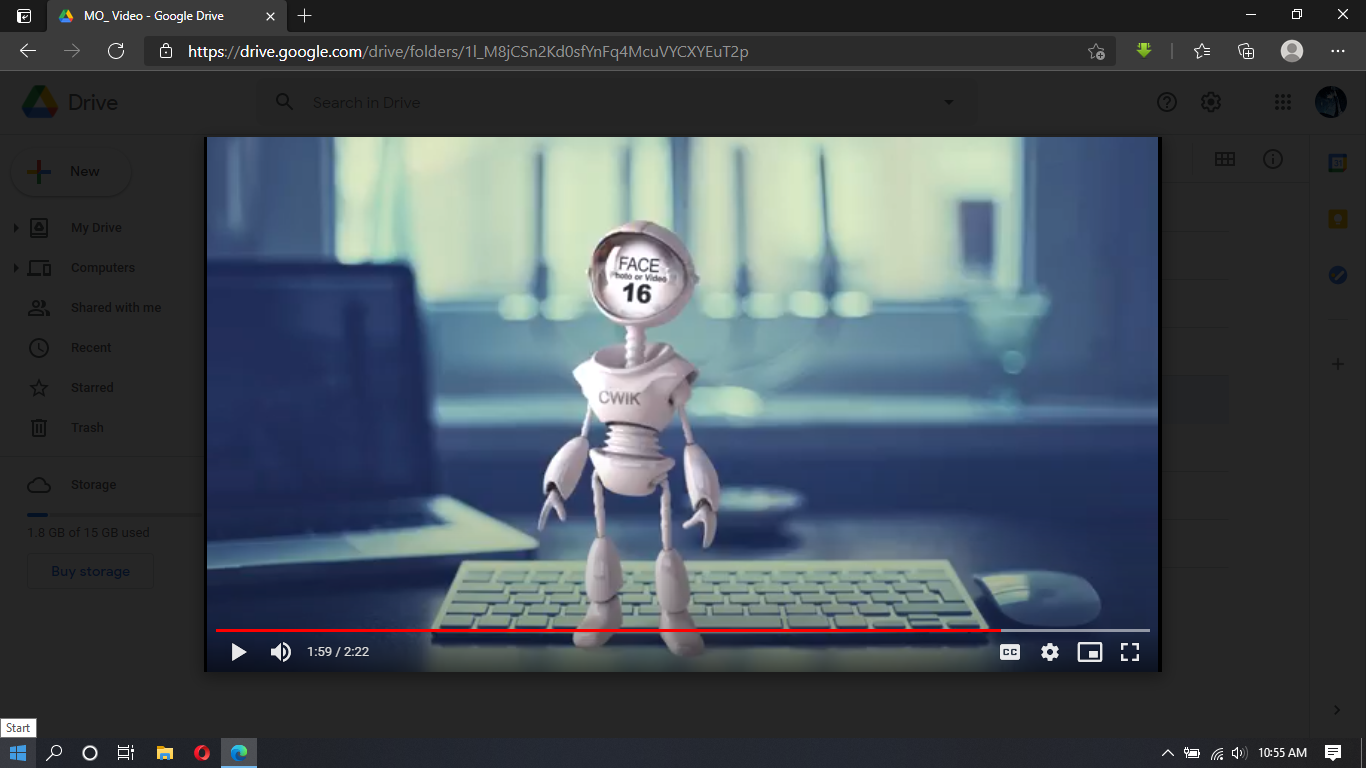 MO_ Video - Google Drive
https://drive.google.com/drive/folders/1l_M8jCSn2Kd0sfYnFq4McuVYCXYEuT2p
Drive
Search in Drive
New
My Drive
Computers
Shared with me
Recent
Starred
Trash
Storage
1.8 GB of 15 GB used
Buy storage
FACE
Photo or Video
16
CWIK
1:59 / 2:22
CC
31
Start
10:55 AM